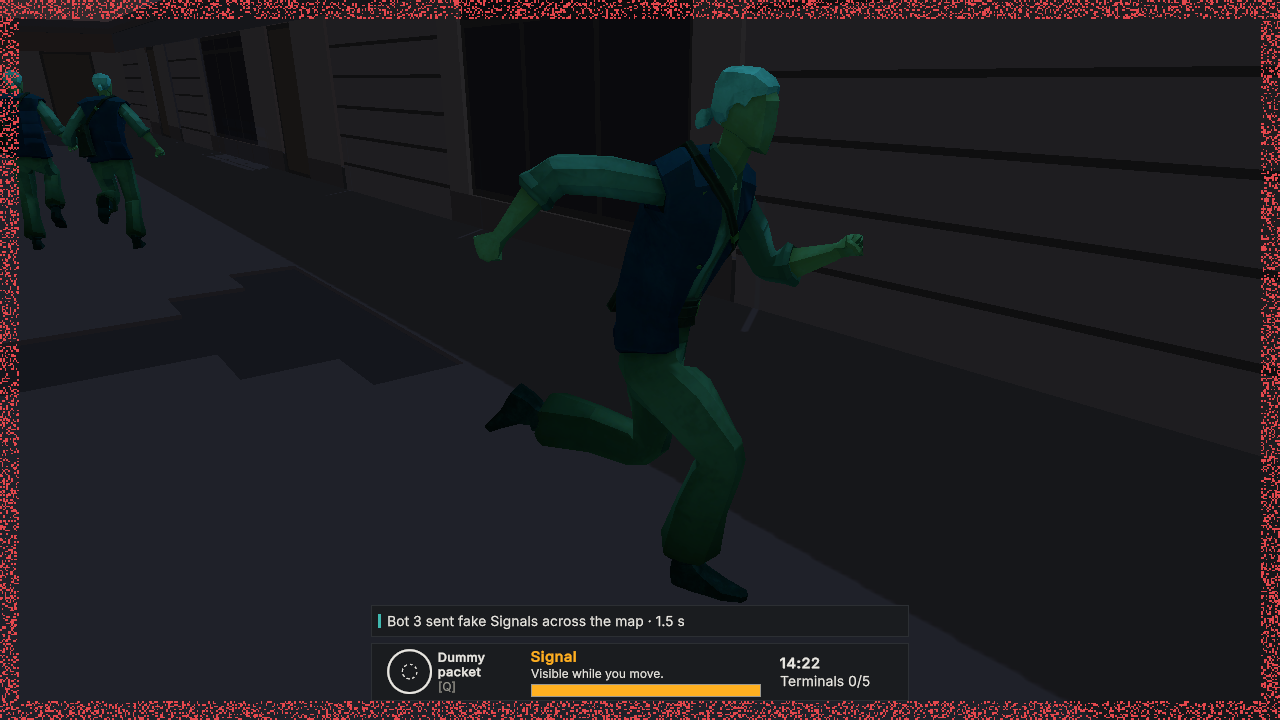 Bot 3 sent fake Signals across the map · 1.5 s
Dummy
packet
[Q]
Signal
Visible while you move.
14:22
Terminals 0/5